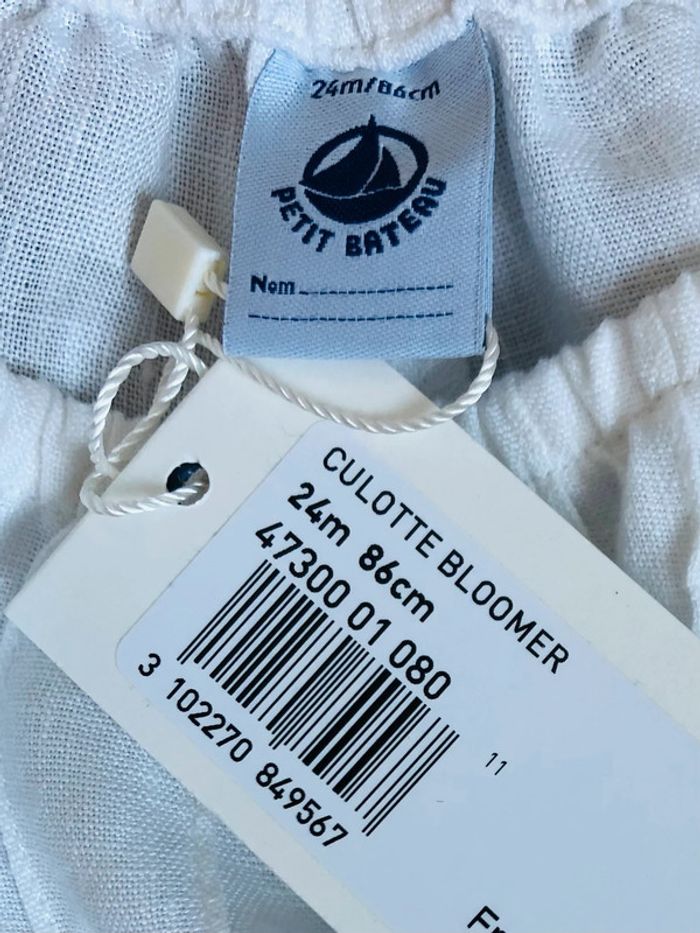 24m/86cm
PETIT BATEAU
Nom
CULOTTE BLOOMER
24m 86cm
47300 01 080
3 102270 849567
11